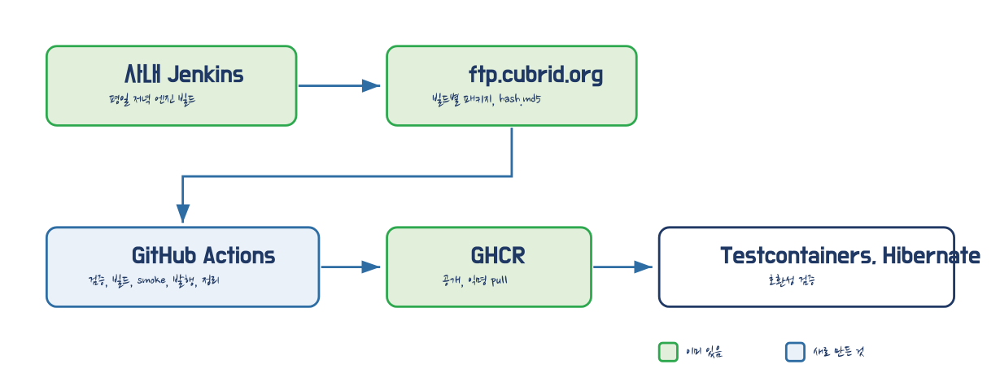 사내 Jenkins
평일 저녁 엔진 빌드
ftp.cubrid.org
빌드별 패키지, hash.md5
GitHub Actions
검증, 빌드, smoke, 발행, 정리
GHCR
공개, 익명 pull
Testcontainers, Hibernate
호환성 검증
이미 있음
새로 만든 것